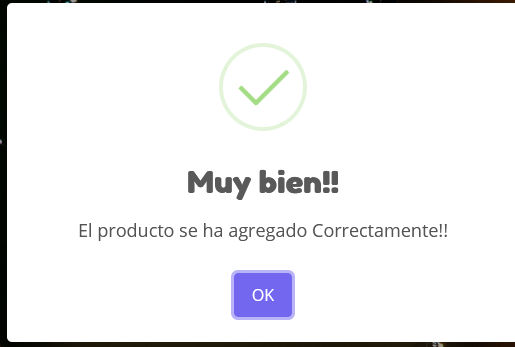 Muy bien!!
El producto se ha agregado Correctamente!!
OK